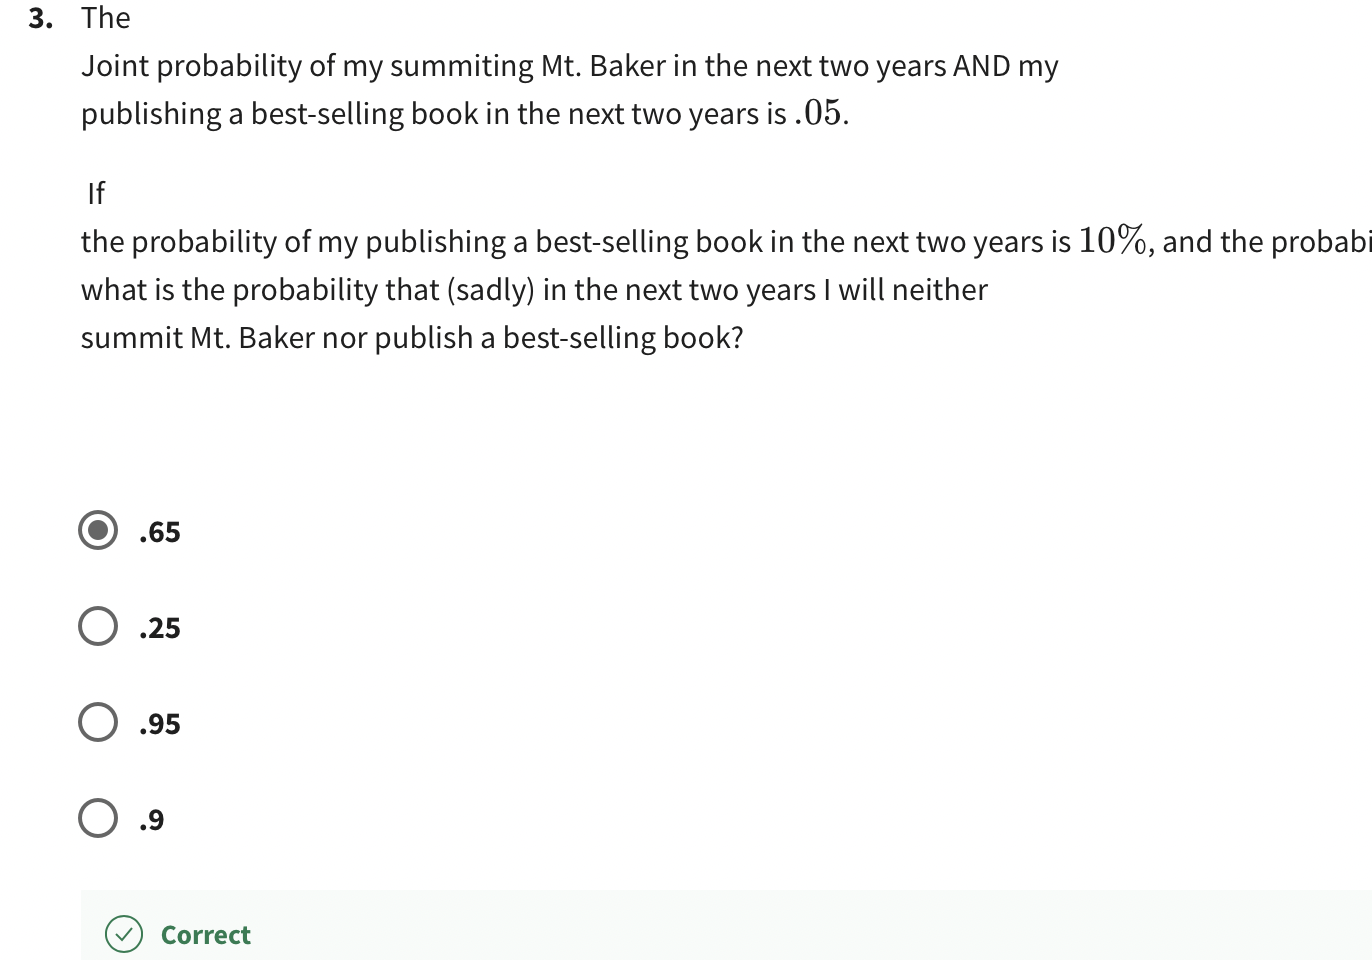 3. The
Joint probability of my summiting Mt. Baker in the next two years AND my
publishing a best-selling book in the next two years is .05.
If
the probability of my publishing a best-selling book in the next two years is 10%, and the
what is the probability that (sadly) in the next two years I will neither
summit Mt. Baker nor publish a best-selling book?
.65
.25
.95
.9
Correct